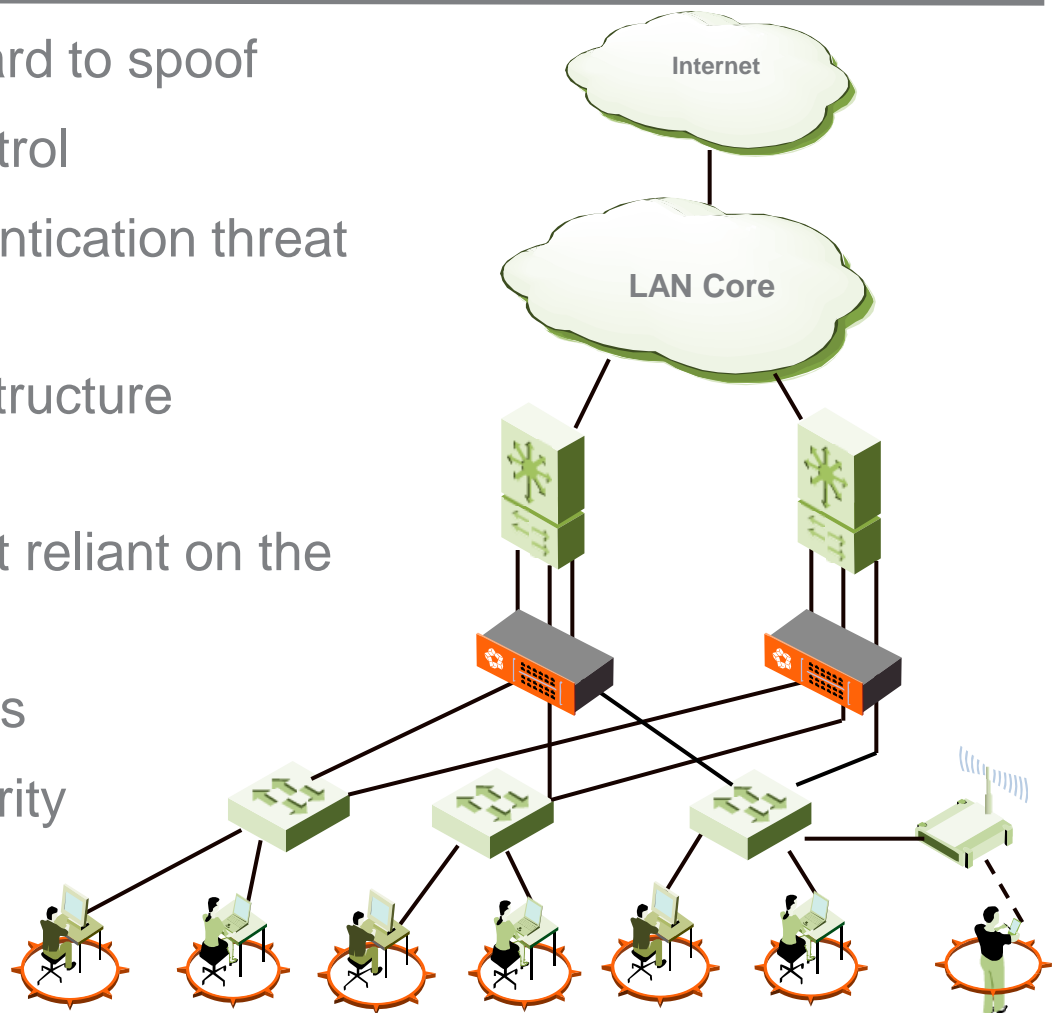 ard to spoof
Internet
trol
ntication threat
LAN Core
tructure
t reliant on the
s
rity